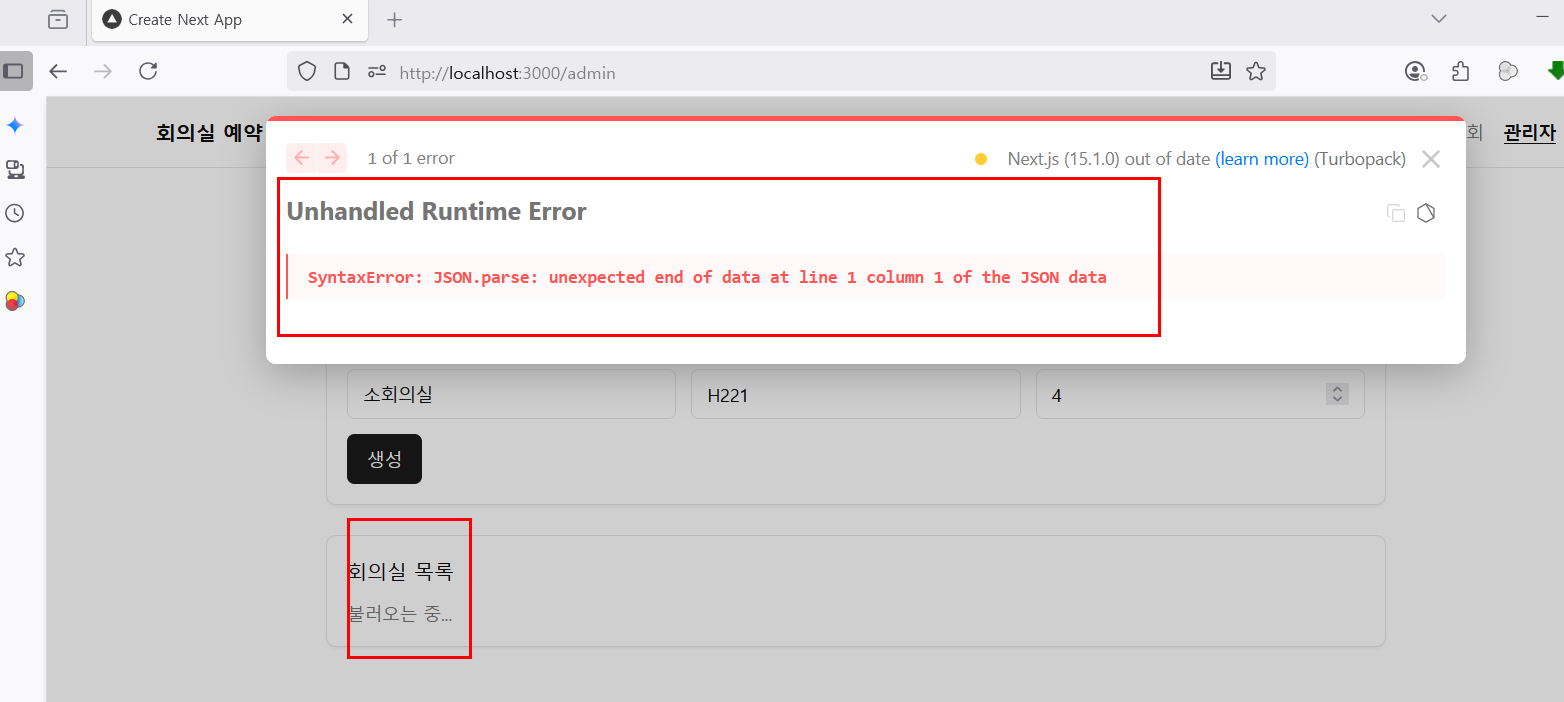 Create Next App
http://localhost:3000/admin
회의실 예약
회
관리자
1 of 1 error
Next.js (15.1.0) out of date (learn more) (Turbopack)
Unhandled Runtime Error
SyntaxError: JSON.parse: unexpected end of data at line 1 column 1 of the JSON data
소회의실
H221
4
생성
회의실 목록
불러오는 중...